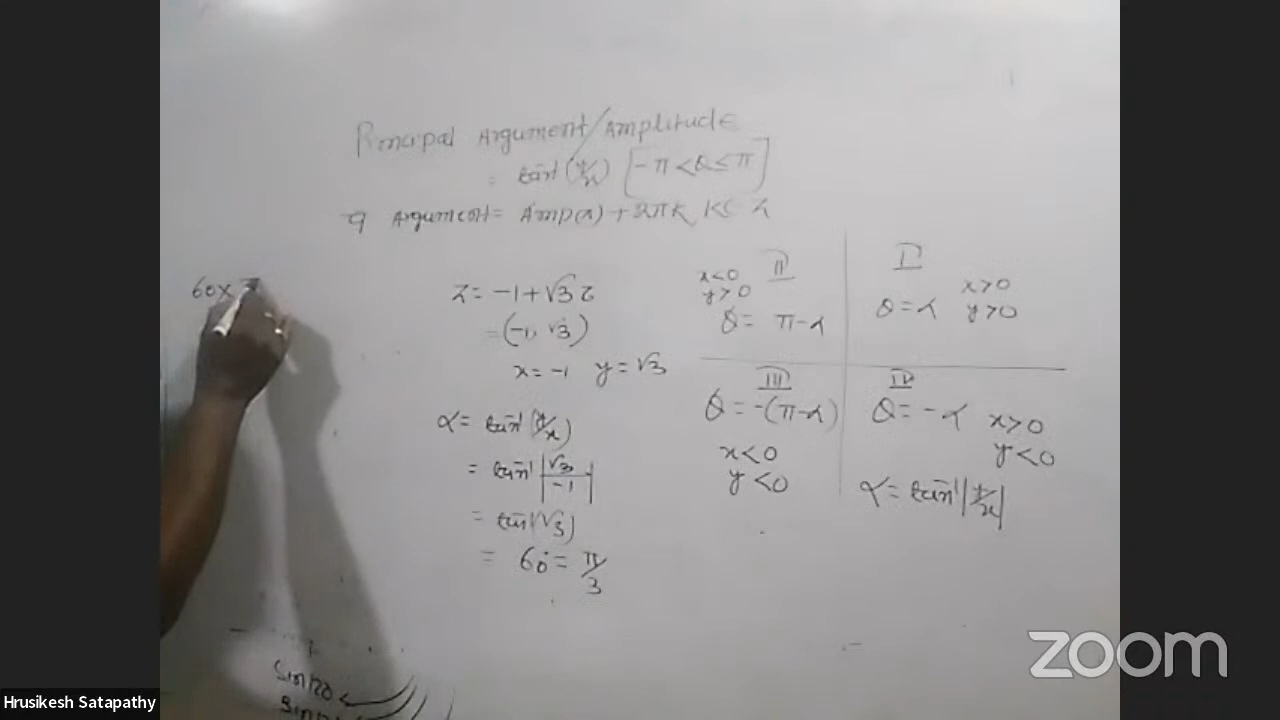 Principal Argument/Amplitude
= tan⁻¹(y/x) [-π<θ≤π]
Argument= Amp(z)+2πK, K∈ Z
60x
z= -1+√3i
= (-1, √3)
x=-1 y=√3
α= tan⁻¹(y/x)
= tan⁻¹|√3/-1|
= tan⁻¹(√3)
= 60°= π/3
II
x<0
y>0
θ= π-α
I
x>0
θ=α y>0
III
θ= -(π-α)
x<0
y<0
IV
θ= -α x>0
y<0
α= tan⁻¹|y/x|
Sin120
zoom
Hrusikesh Satapathy